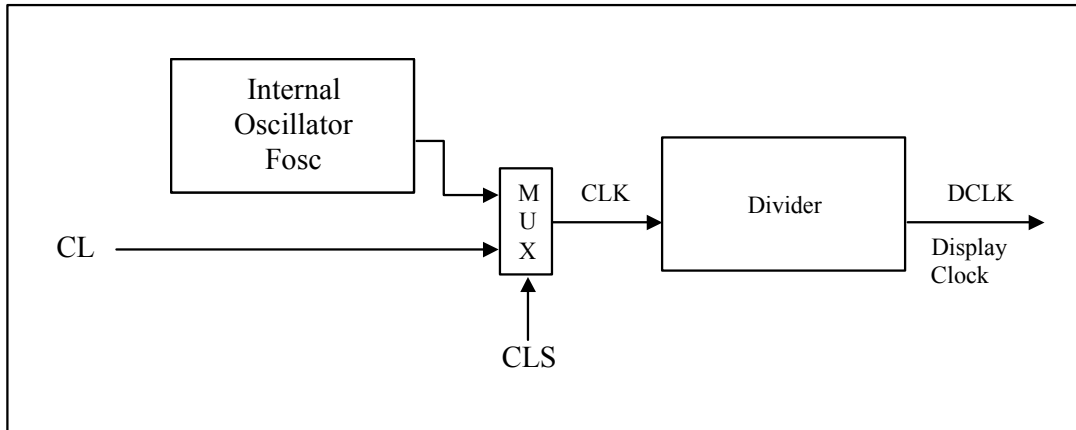 Internal
Oscillator
Fosc
CL
M
U
X
CLS
CLK
Divider
DCLK
Display
Clock